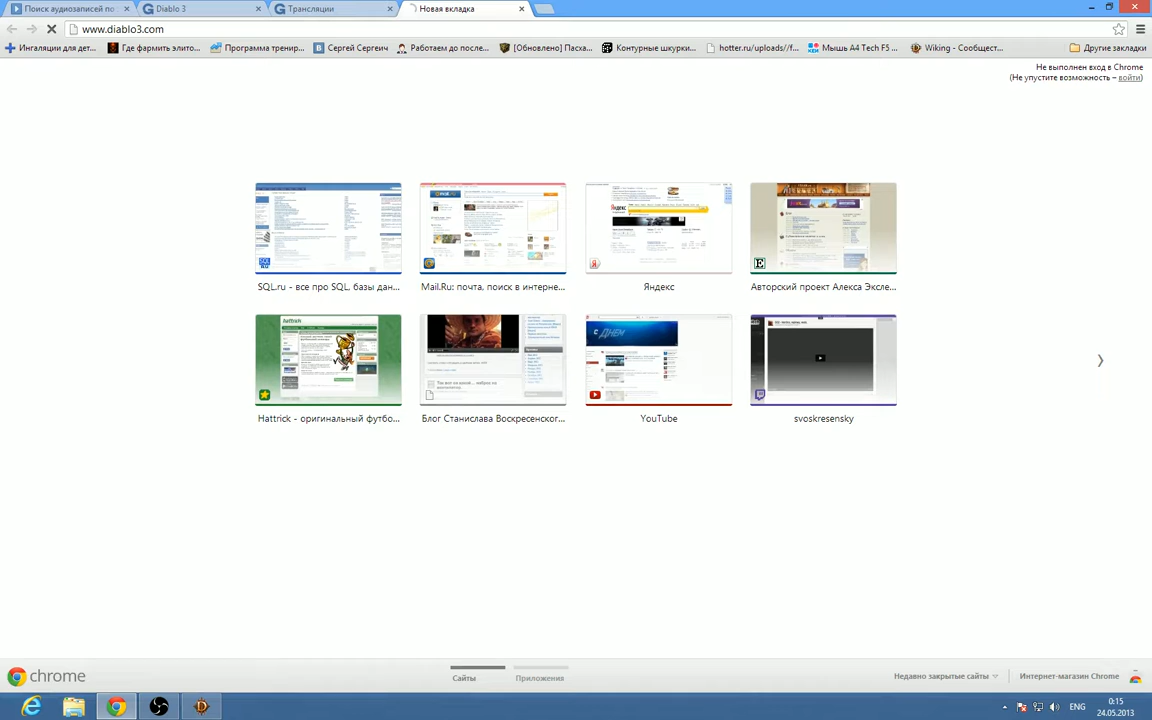 Поиск аудиозаписей по
Diablo 3
Трансляции
Новая вкладка
www.diablo3.com
Ингаляции для дет...
Где фармить элито...
Программа тренир...
Сергей Сергеич
Работаем до после...
[Обновлено] Пасха...
Контурные шкурки...
hotter.ru/uploads//f...
Мышь A4 Tech F5 ...
Wiking - Сообщест...
Другие закладки
Не выполнен вход в Chrome
(Не упустите возможность – войти)
SQL.ru - все про SQL, базы дан...
Mail.Ru: почта, поиск в интерне...
Яндекс
Авторский проект Алекса Эксле...
Hattrick - оригинальный футбо...
Блог Станислава Воскресенског...
YouTube
svoskresensky
chrome
Сайты
Приложения
Недавно закрытые сайты
Интернет-магазин Chrome
ENG
0:15
24.05.2013